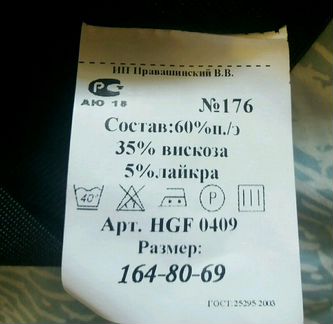 ИП Правашинский В.В.
РС
АЮ 18
№176
Состав:60%п./э
35% вискоза
5%лайкра
40°
P
Арт. HGF 0409
Размер:
164-80-69
ГОСТ: 25295 2003